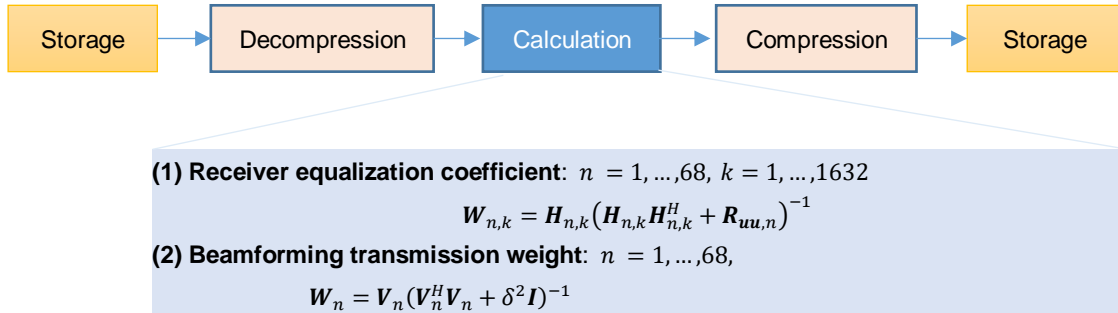 Storage Decompression Calculation Compression Storage
(1) Receiver equalization coefficient: n = 1, …,68, k = 1, …,1632
W_{n,k} = H_{n,k}(H_{n,k}H_{n,k}^H + R_{uu,n})^{-1}
(2) Beamforming transmission weight: n = 1, …,68,
W_n = V_n(V_n^H V_n + δ^2 I)^{-1}